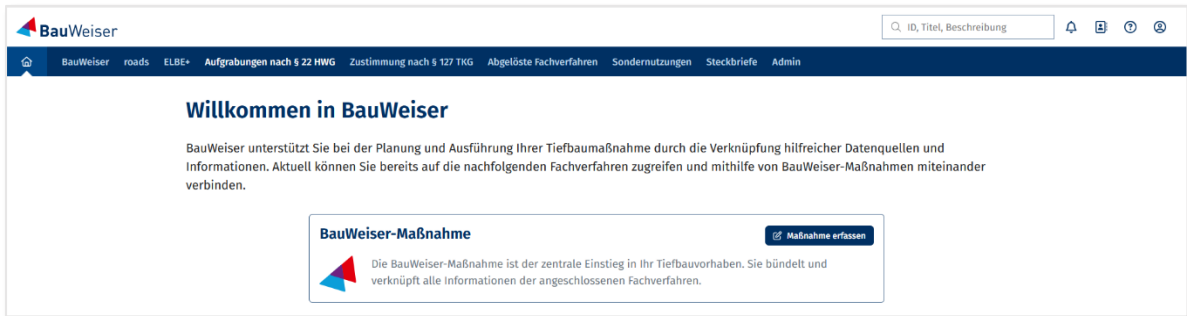 BauWeiser
ID, Titel, Beschreibung
BauWeiser roads ELBE+ Aufgrabungen nach § 22 HWG Zustimmung nach § 127 TKG Abgelöste Fachverfahren Sondernutzungen Steckbriefe Admin
Willkommen in BauWeiser
BauWeiser unterstützt Sie bei der Planung und Ausführung Ihrer Tiefbaumaßnahme durch die Verknüpfung hilfreicher Datenquellen und
Informationen. Aktuell können Sie bereits auf die nachfolgenden Fachverfahren zugreifen und mithilfe von BauWeiser-Maßnahmen miteinander
verbinden.
BauWeiser-Maßnahme
Maßnahme erfassen
Die BauWeiser-Maßnahme ist der zentrale Einstieg in Ihr Tiefbauvorhaben. Sie bündelt und
verknüpft alle Informationen der angeschlossenen Fachverfahren.